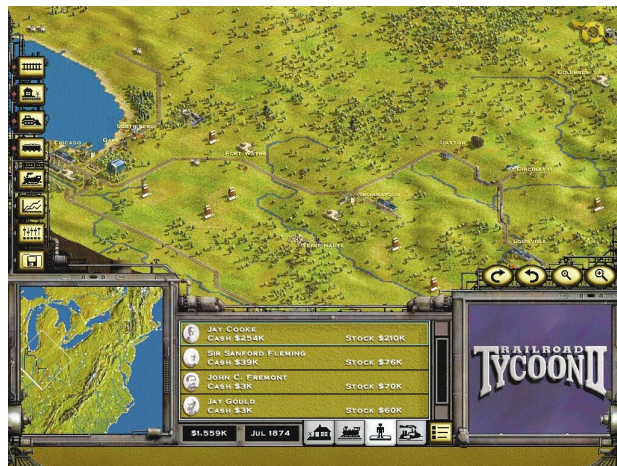 COLUMBUS
SOUTH BEND
CHICAGO
GARY
DAYTON
FORT WAYNE
CINCINNATI
INDIANAPOLIS
TERRE HAUTE
LOUISVILLE
JAY COOKE
CASH $254K STOCK $210K
SIR SANFORD FLEMING
CASH $39K STOCK $76K
JOHN C. FREMONT
CASH $3K STOCK $70K
JAY GOULD
CASH $3K STOCK $60K
$1,559K JUL 1874
RAILROAD
TYCOON II